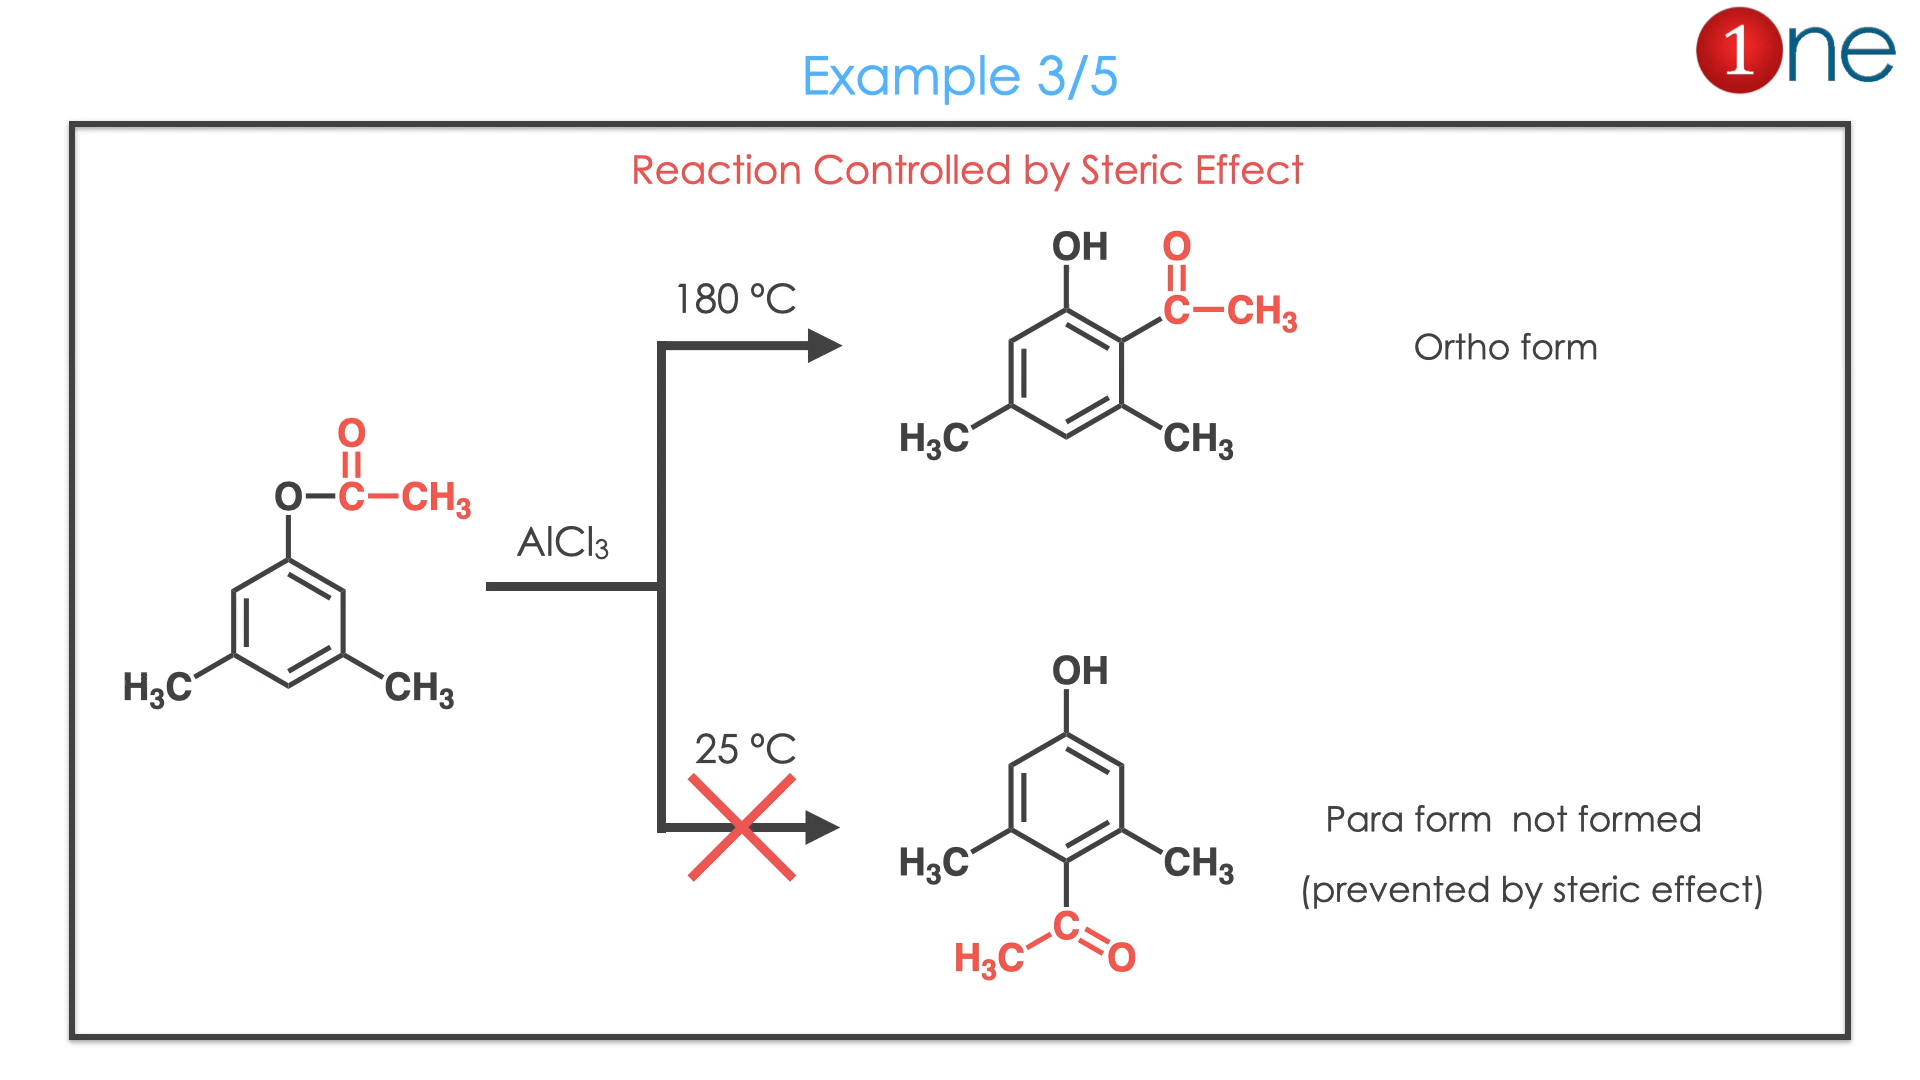 1ne
Example 3/5
Reaction Controlled by Steric Effect
OH O
180 °C
C CH₃
Ortho form
H₃C CH₃
O
O C CH₃
AlCl₃
H₃C CH₃
OH
25 °C
Para form not formed
H₃C CH₃
(prevented by steric effect)
C
H₃C O